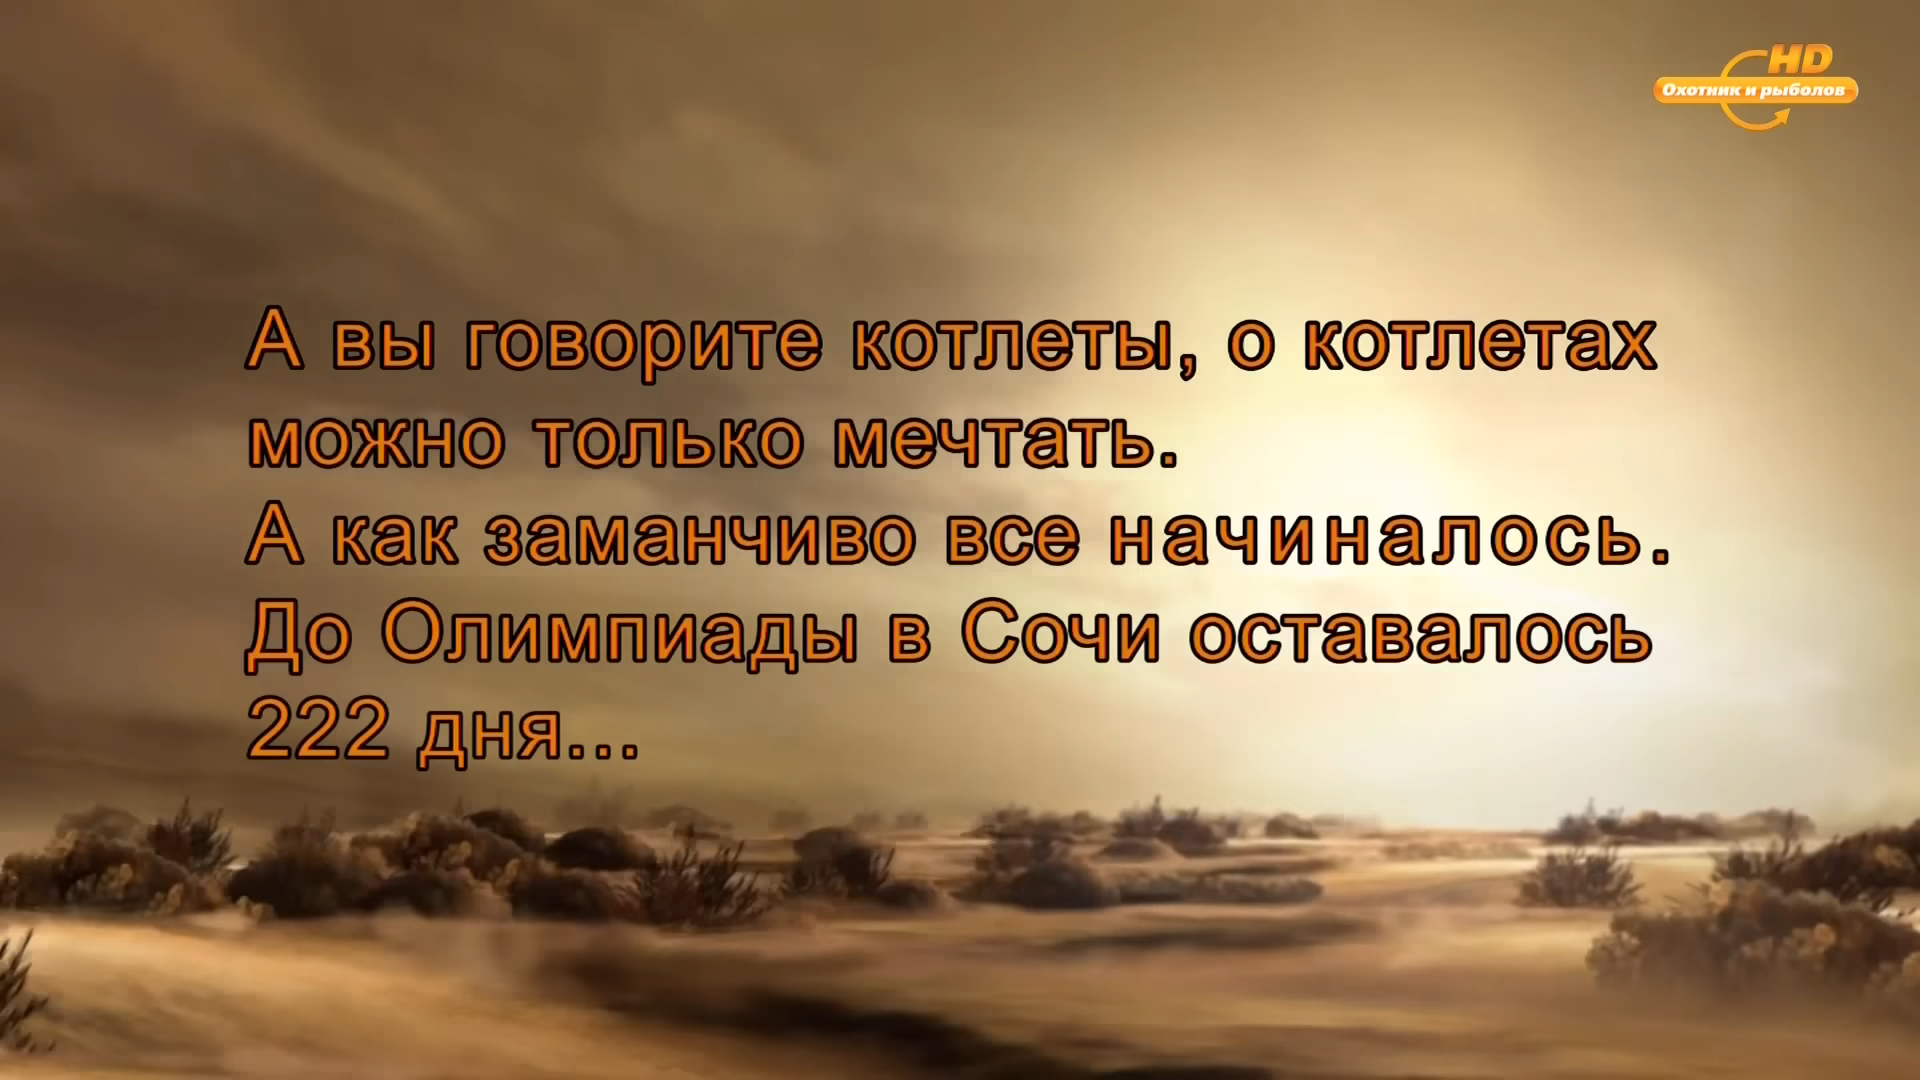 HD
Охотник и рыболов
А вы говорите котлеты, о котлетах
можно только мечтать.
А как заманчиво все начиналось.
До Олимпиады в Сочи оставалось
222 дня...